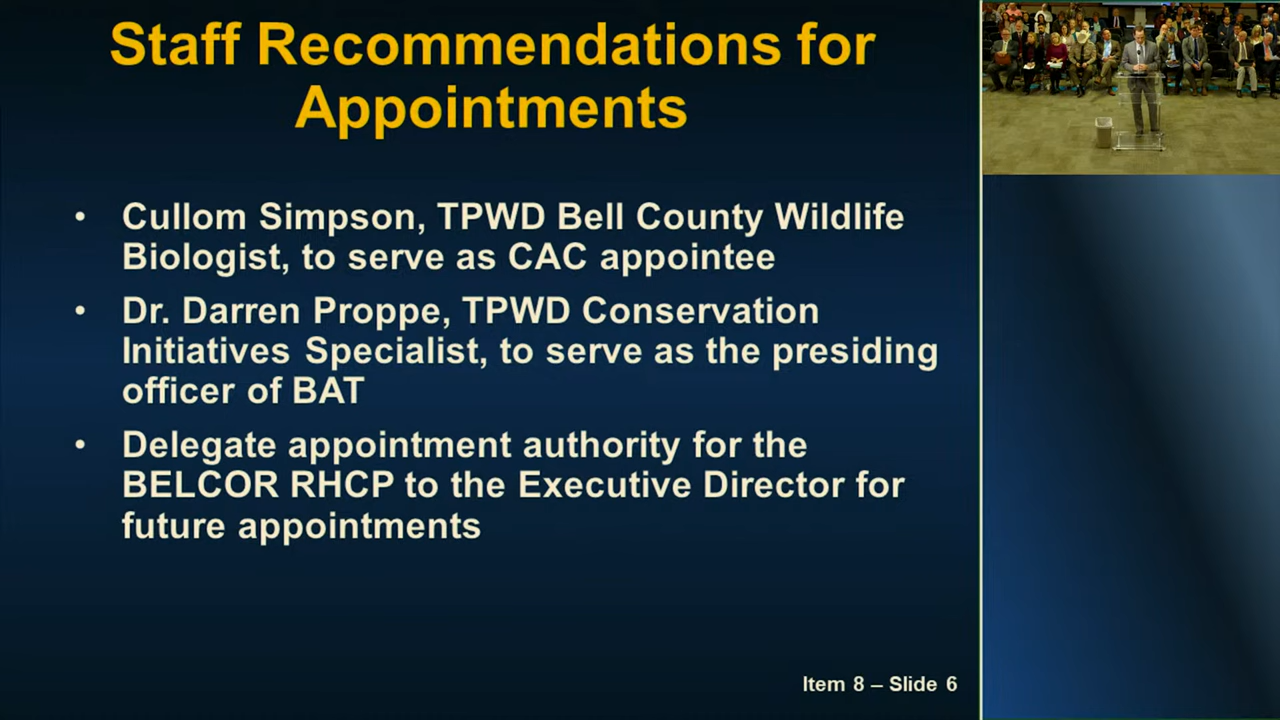 Staff Recommendations for
Appointments
• Cullom Simpson, TPWD Bell County Wildlife
Biologist, to serve as CAC appointee
• Dr. Darren Proppe, TPWD Conservation
Initiatives Specialist, to serve as the presiding
officer of BAT
• Delegate appointment authority for the
BELCOR RHCP to the Executive Director for
future appointments
Item 8 – Slide 6